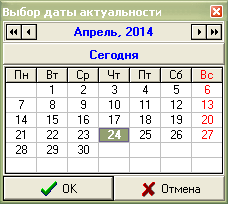 Выбор даты актуальности
Апрель, 2014
Сегодня
Пн Вт Ср Чт Пт Сб Вс
1 2 3 4 5 6
7 8 9 10 11 12 13
14 15 16 17 18 19 20
21 22 23 24 25 26 27
28 29 30
OK Отмена